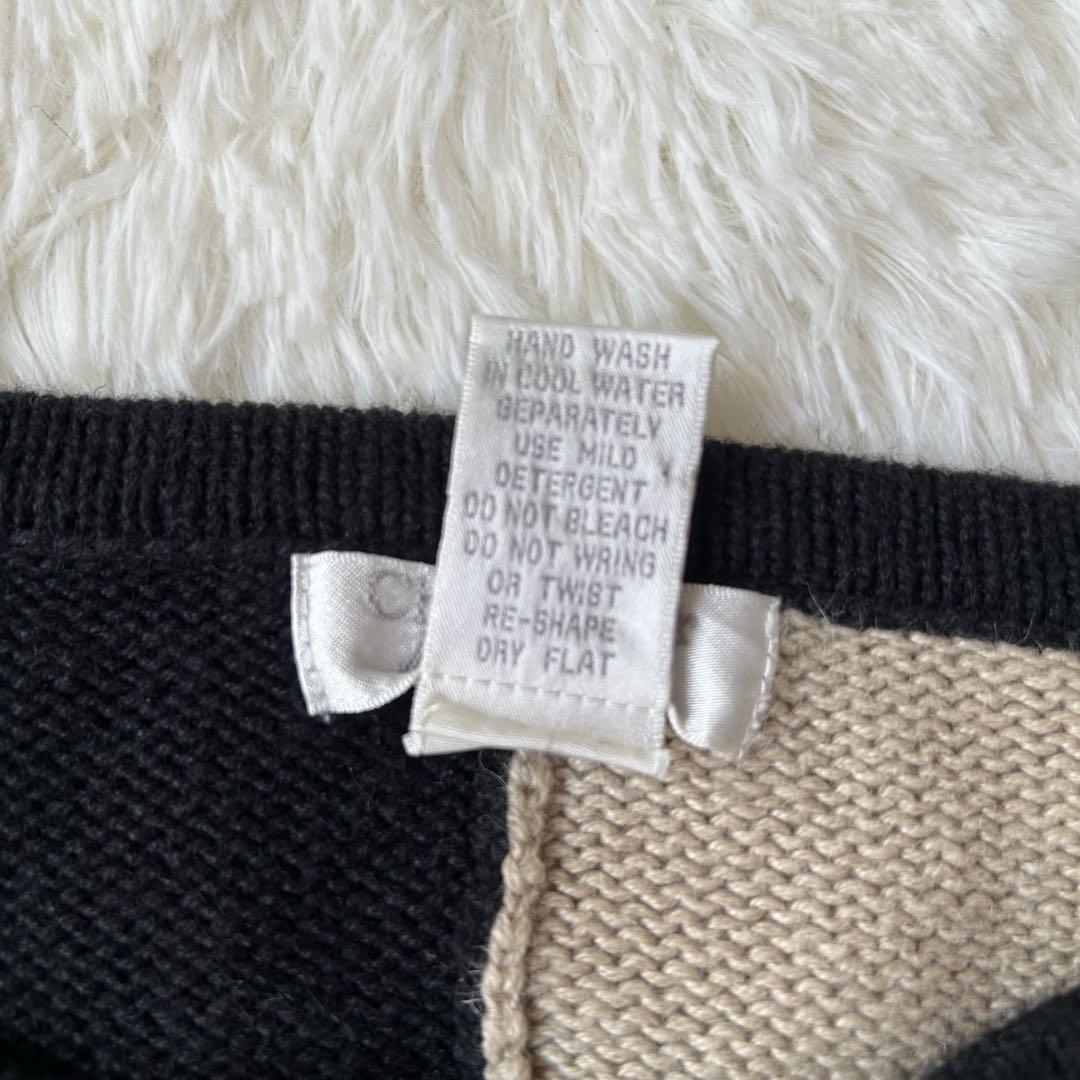 HAND WASH
IN COOL WATER
SEPARATELY
USE MILD
DETERGENT
DO NOT BLEACH
DO NOT WRING
OR TWIST
RE-SHAPE
DRY FLAT